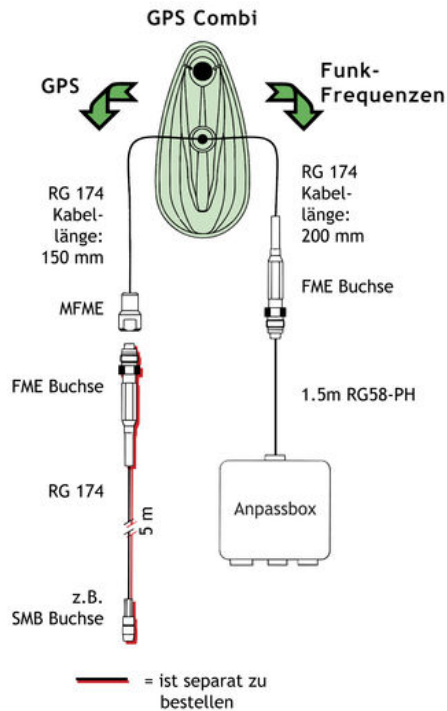 GPS Combi
GPS
Funk-
Frequenzen
RG 174
Kabel-
länge:
150 mm
RG 174
Kabel-
länge:
200 mm
MFME
FME Buchse
FME Buchse
1.5m RG58-PH
RG 174
5 m
Anpassbox
z.B.
SMB Buchse
= ist separat zu
bestellen